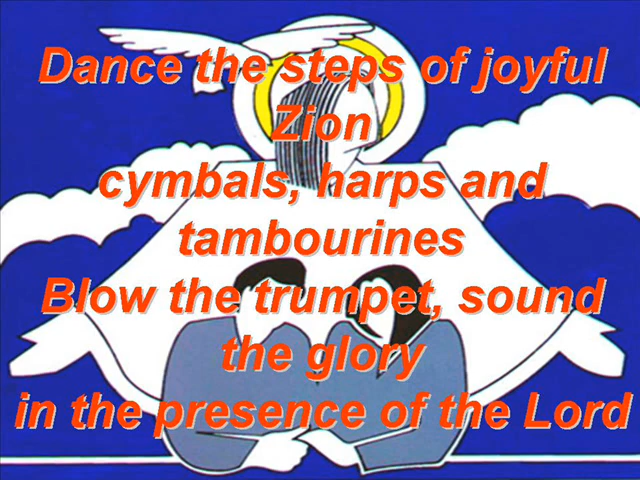 Dance the steps of joyful
Zion
cymbals, harps and
tambourines
Blow the trumpet, sound
the glory
in the presence of the Lord